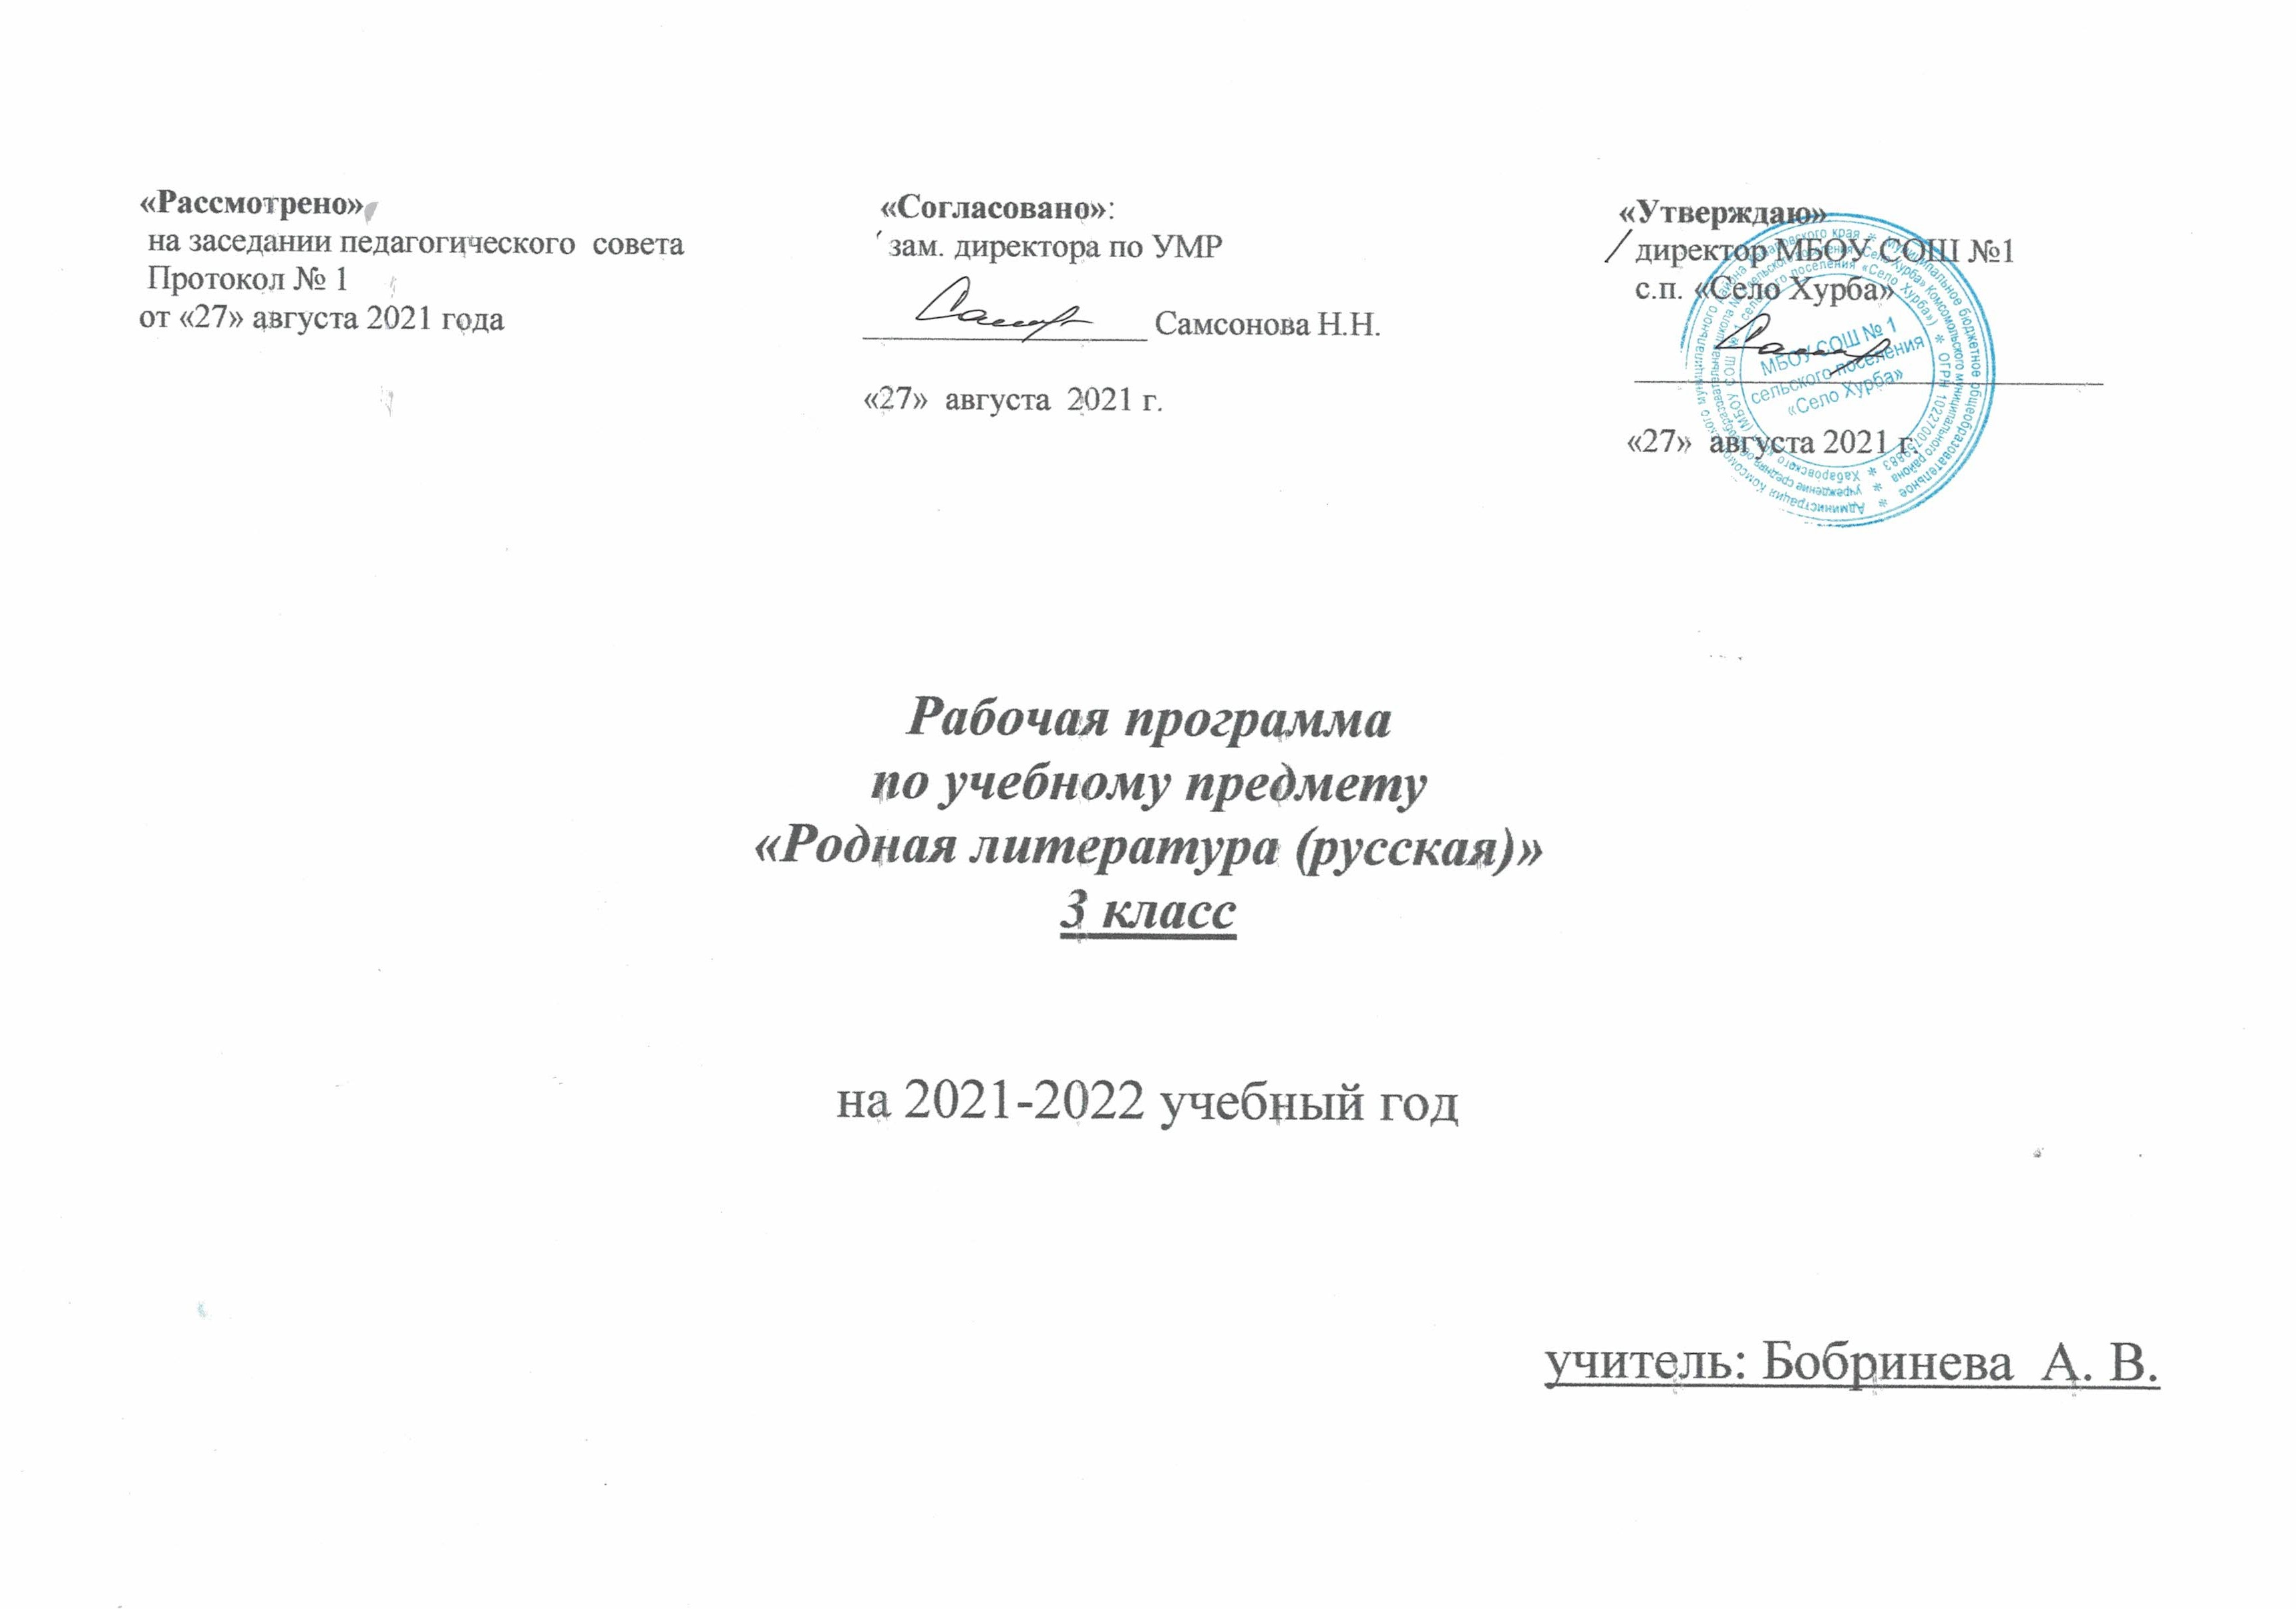 «Рассмотрено»
на заседании педагогического совета
Протокол № 1
от «27» августа 2021 года
«Согласовано»:
зам. директора по УМР
Самсонова Н.Н.
«27» августа 2021 г.
«Утверждаю»
/ директор МБОУ СОШ №1
с.п. «Село Хурба»
«27» августа 2021 г.
МБОУ СОШ № 1
сельского поселения
«Село Хурба»
Рабочая программа
по учебному предмету
«Родная литература (русская)»
3 класс
на 2021-2022 учебный год
учитель: Бобринева А. В.